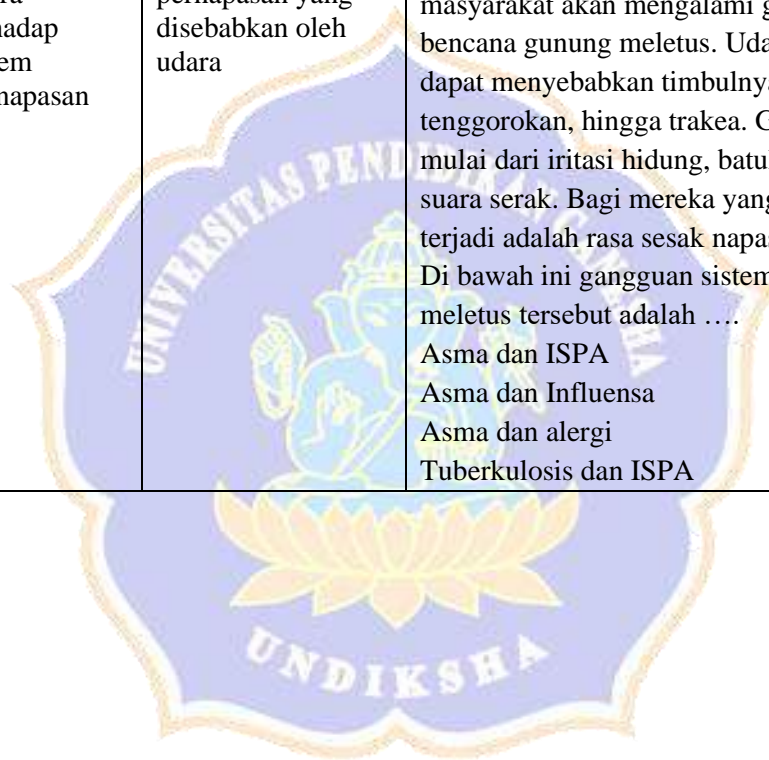 hadap
em
napasan
pernapasan yang
disebabkan oleh
udara
masyarakat akan mengalami g
bencana gunung meletus. Uda
dapat menyebabkan timbulnya
tenggorokan, hingga trakea. G
mulai dari iritasi hidung, batu
suara serak. Bagi mereka yang
terjadi adalah rasa sesak napas
Di bawah ini gangguan sistem
meletus tersebut adalah ….
Asma dan ISPA
Asma dan Influensa
Asma dan alergi
Tuberkulosis dan ISPA
UNIVERSITAS PENDIDIKAN GANESHA
UNDIKSHA